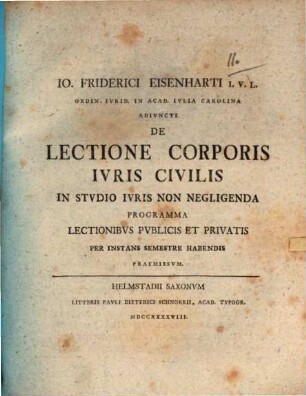 11.
IO. FRIDERICI EISENHARTI I. V. L.
ORDIN. IVRID. IN ACAD. IVLIA CAROLINA
ADIVNCTI
DE
LECTIONE CORPORIS
IVRIS CIVILIS
IN STVDIO IVRIS NON NEGLIGENDA
PROGRAMMA
LECTIONIBVS PVBLICIS ET PRIVATIS
PER INSTANS SEMESTRE HABENDIS
PRAEMISSVM.
HELMSTADII SAXONVM
LITTERIS PAVLI DIETERICI SCHNORRII, ACAD. TYPOGR.
MDCCXXXXVIII.